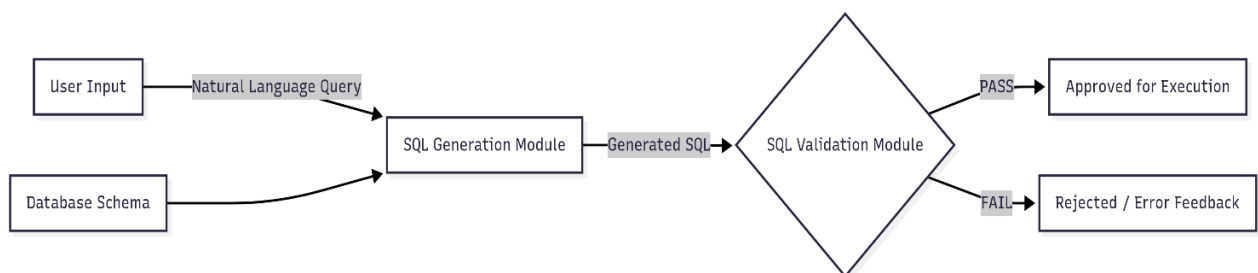 User Input
Natural Language Query
Database Schema
SQL Generation Module
Generated SQL
SQL Validation Module
PASS
Approved for Execution
FAIL
Rejected / Error Feedback